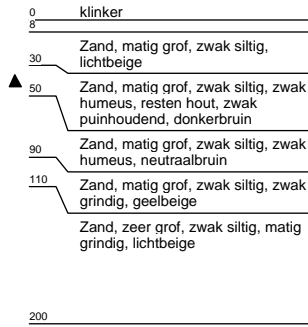 0 klinker
8
Zand, matig grof, zwak siltig,
30 lichtbeige
50 Zand, matig grof, zwak siltig, zwak
humeus, resten hout, zwak
puinhoudend, donkerbruin
Zand, matig grof, zwak siltig, zwak
90 humeus, neutraalbruin
110 Zand, matig grof, zwak siltig, zwak
grindig, geelbeige
Zand, zeer grof, zwak siltig, matig
grindig, lichtbeige
200